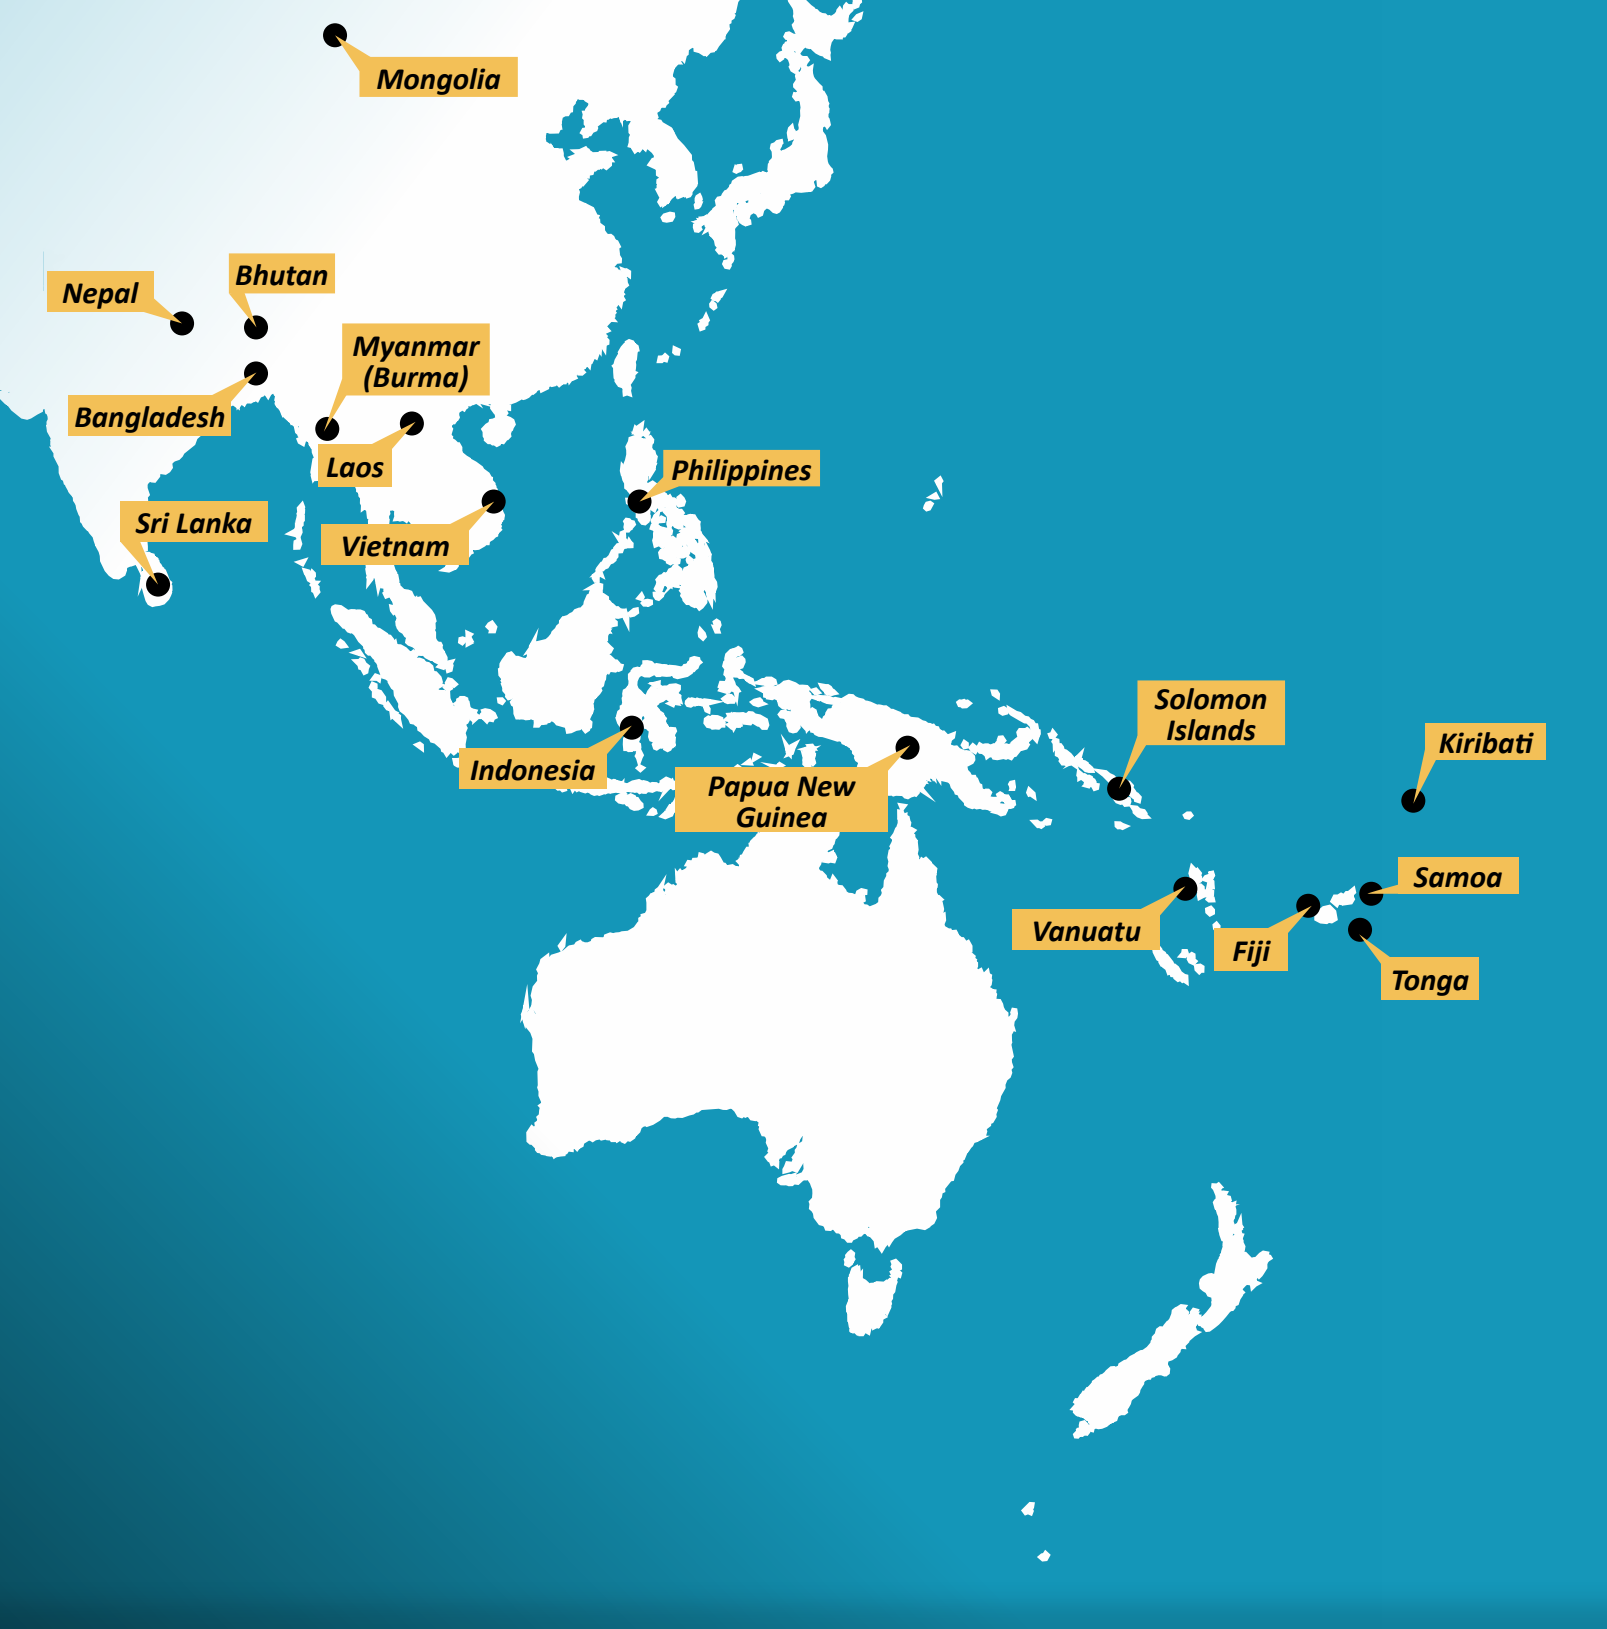 Mongolia
Bhutan
Nepal
Myanmar
(Burma)
Bangladesh
Laos
Philippines
Sri Lanka
Vietnam
Solomon
Islands
Kiribati
Indonesia
Papua New
Guinea
Samoa
Vanuatu
Fiji
Tonga